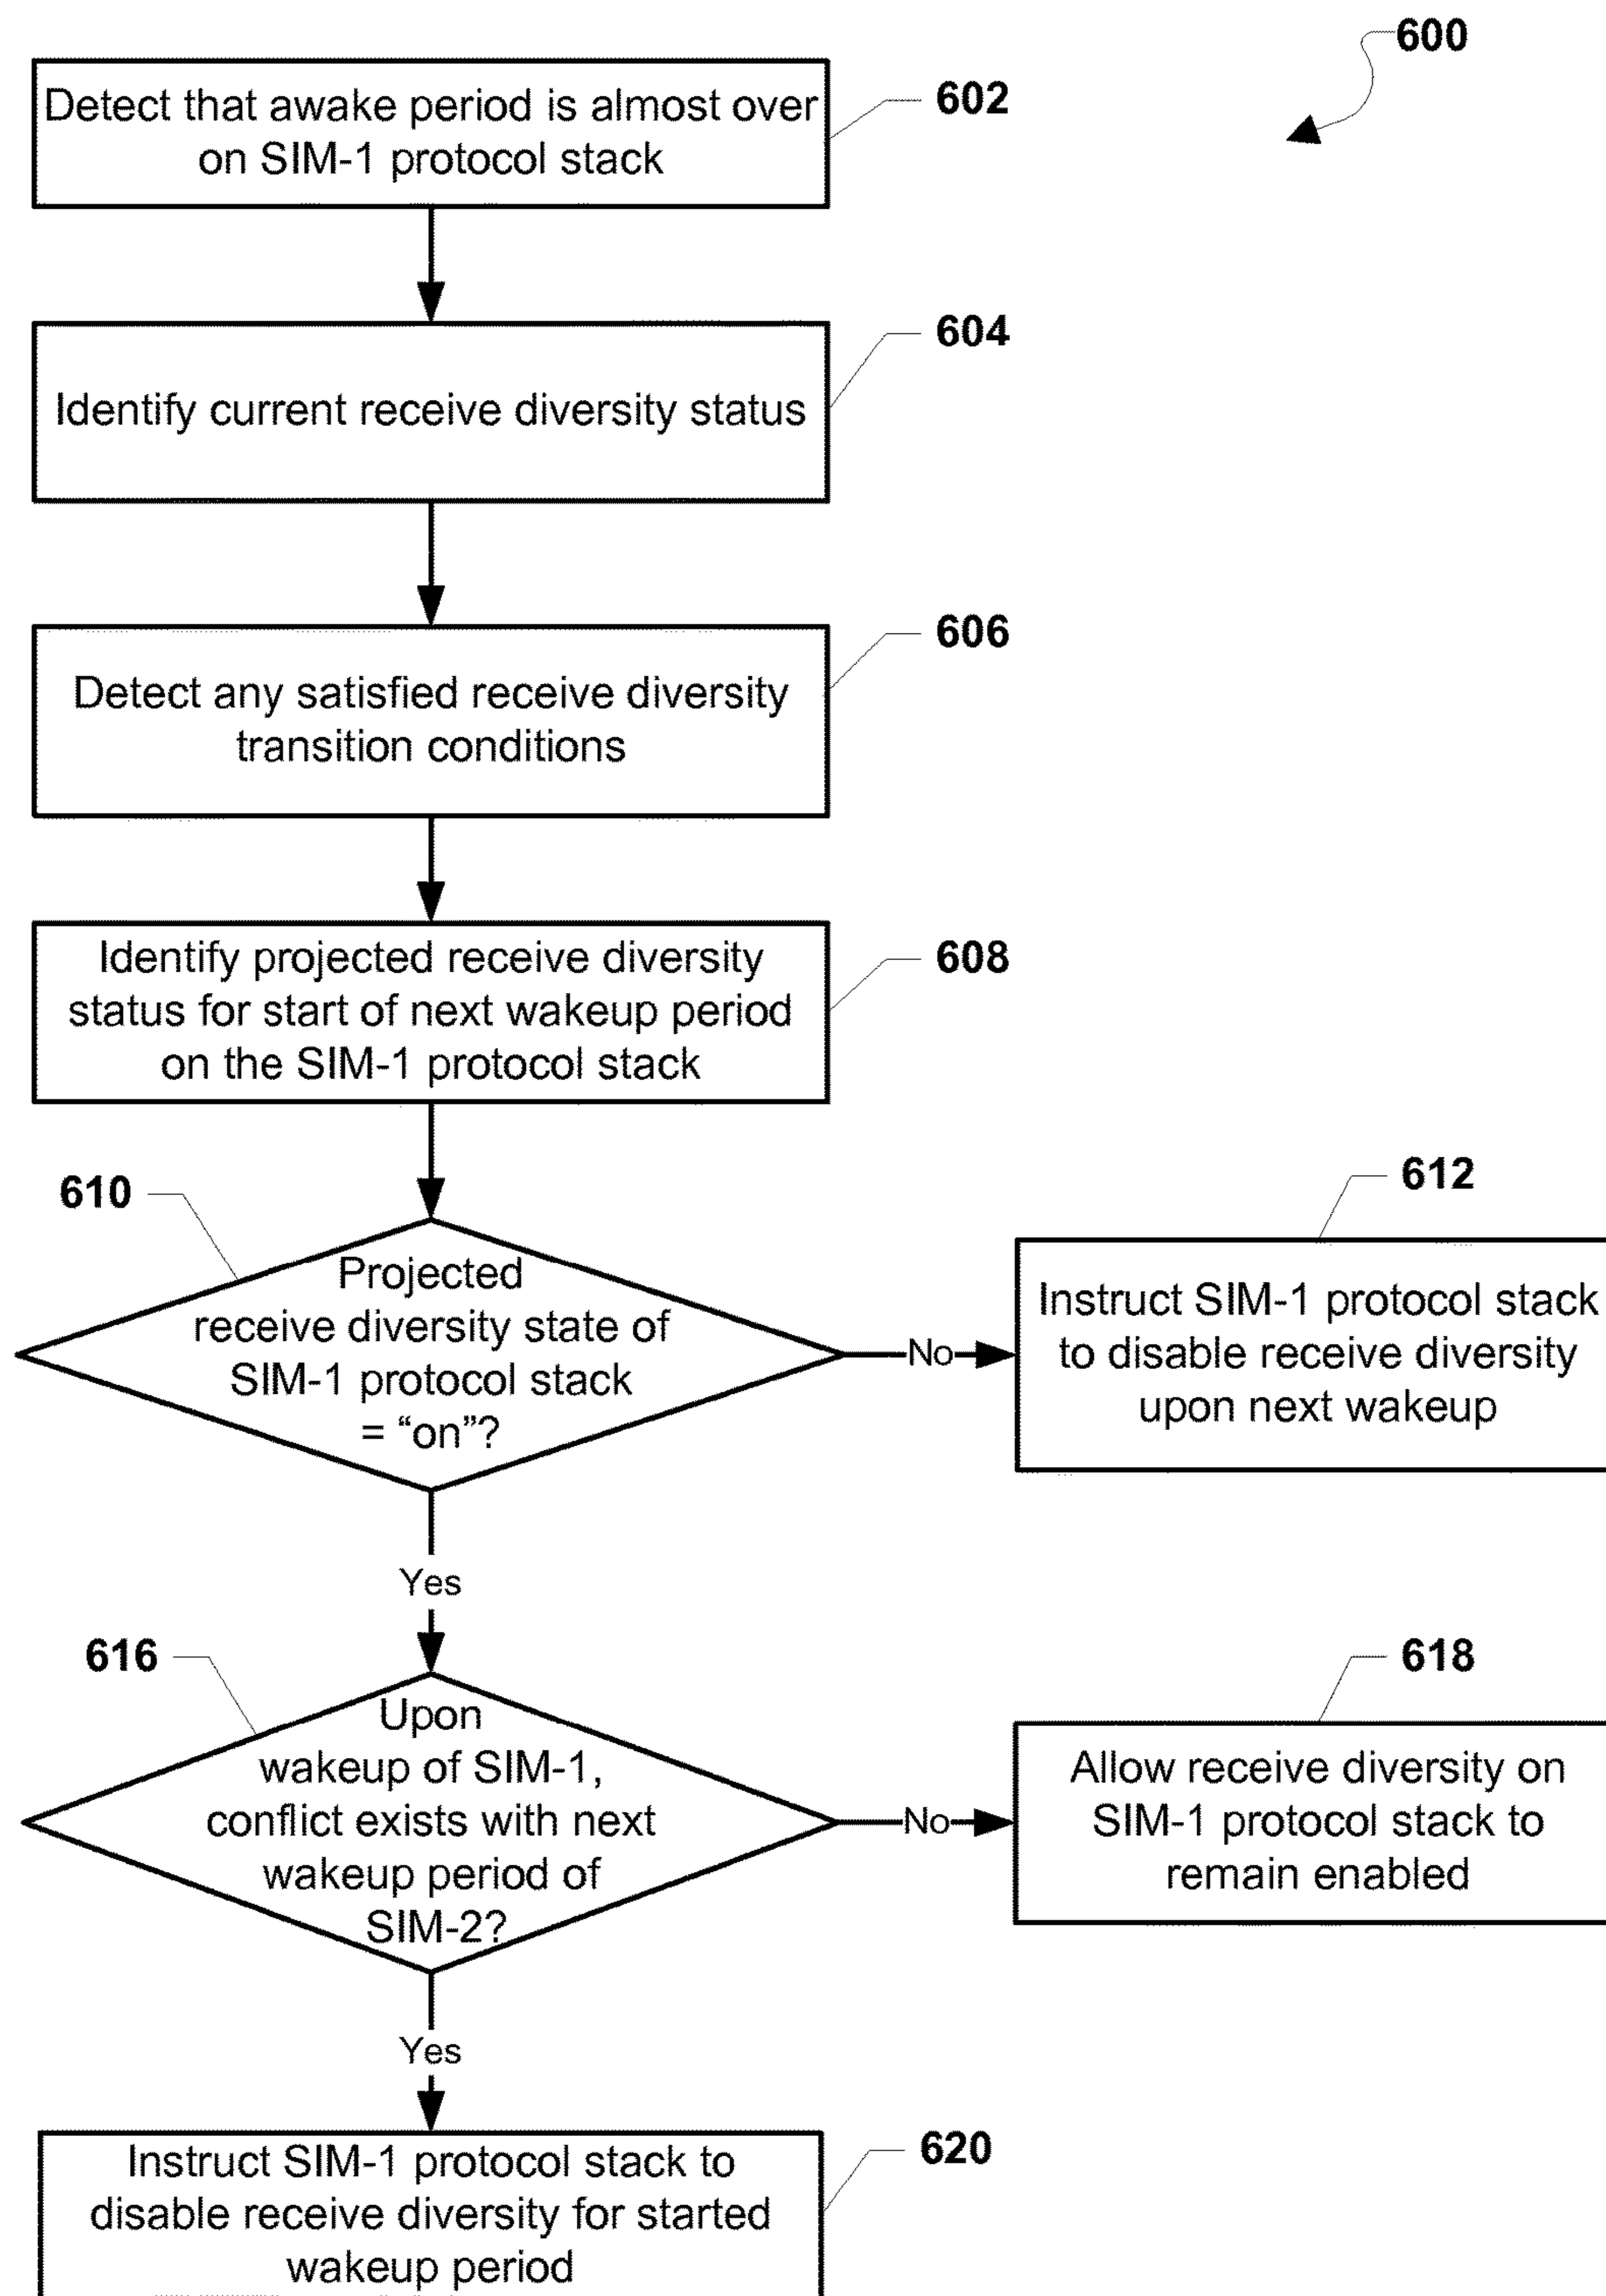 600
Detect that awake period is almost over
on SIM-1 protocol stack
602
604
Identify current receive diversity status
606
Detect any satisfied receive diversity
transition conditions
Identify projected receive diversity
status for start of next wakeup period
on the SIM-1 protocol stack
608
610
Projected
receive diversity state of
SIM-1 protocol stack
= “on”?
No
612
Instruct SIM-1 protocol stack
to disable receive diversity
upon next wakeup
Yes
616
Upon
wakeup of SIM-1,
conflict exists with next
wakeup period of
SIM-2?
No
618
Allow receive diversity on
SIM-1 protocol stack to
remain enabled
Yes
620
Instruct SIM-1 protocol stack to
disable receive diversity for started
wakeup period